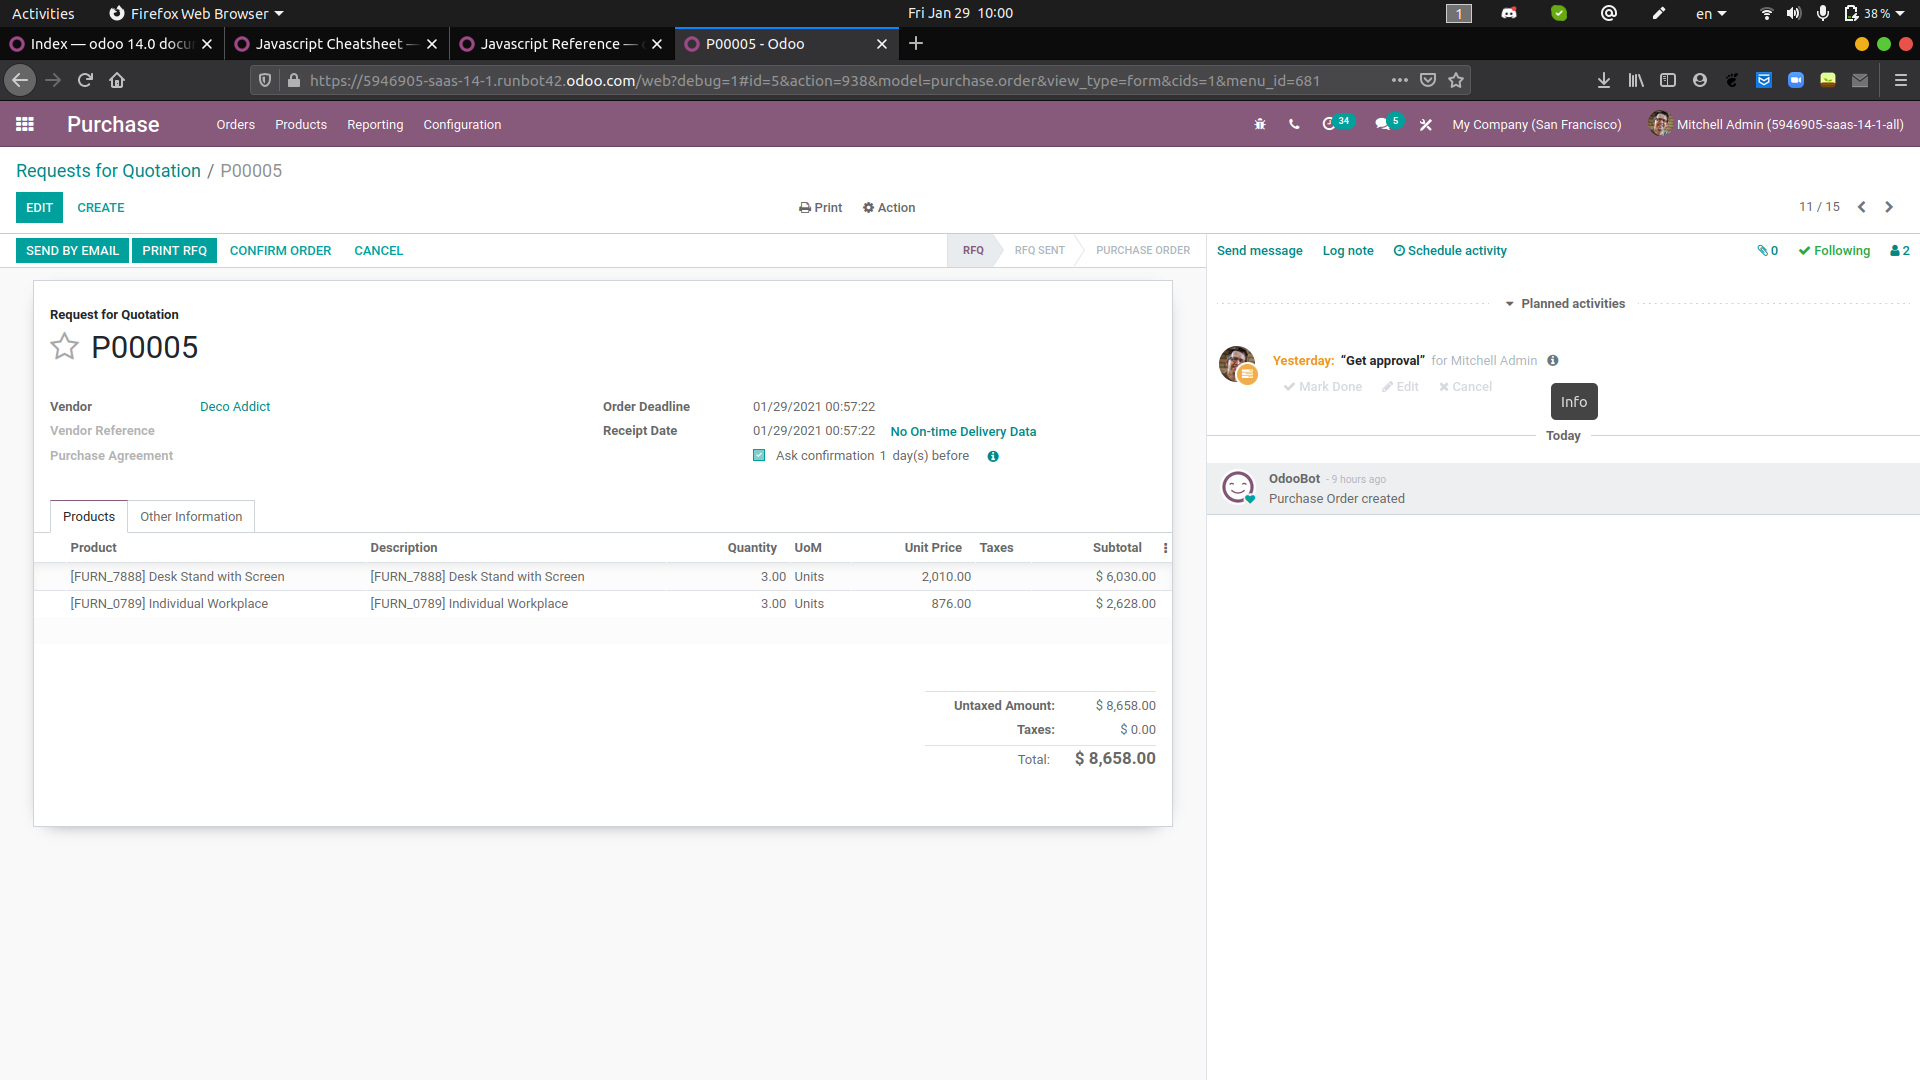 Activities Firefox Web Browser Fri Jan 29 10:00 1 en 38 %
Index — odoo 14.0 docu Javascript Cheatsheet — Javascript Reference — P00005 - Odoo
https://5946905-saas-14-1.runbot42.odoo.com/web?debug=1#id=5&action=938&model=purchase.order&view_type=form&cids=1&menu_id=681
Purchase Orders Products Reporting Configuration 34 5 My Company (San Francisco) Mitchell Admin (5946905-saas-14-1-all)
Requests for Quotation / P00005
EDIT CREATE Print Action 11 / 15
SEND BY EMAIL PRINT RFQ CONFIRM ORDER CANCEL RFQ RFQ SENT PURCHASE ORDER
Send message Log note Schedule activity 0 Following 2
Planned activities
Yesterday: “Get approval” for Mitchell Admin
Mark Done Edit Cancel
Info
Today
OdooBot - 9 hours ago
Purchase Order created
Request for Quotation
P00005
Vendor Deco Addict
Vendor Reference
Purchase Agreement
Order Deadline 01/29/2021 00:57:22
Receipt Date 01/29/2021 00:57:22 No On-time Delivery Data
Ask confirmation 1 day(s) before
Products Other Information
Product Description Quantity UoM Unit Price Taxes Subtotal
[FURN_7888] Desk Stand with Screen [FURN_7888] Desk Stand with Screen 3.00 Units 2,010.00 $ 6,030.00
[FURN_0789] Individual Workplace [FURN_0789] Individual Workplace 3.00 Units 876.00 $ 2,628.00
Untaxed Amount: $ 8,658.00
Taxes: $ 0.00
Total: $ 8,658.00